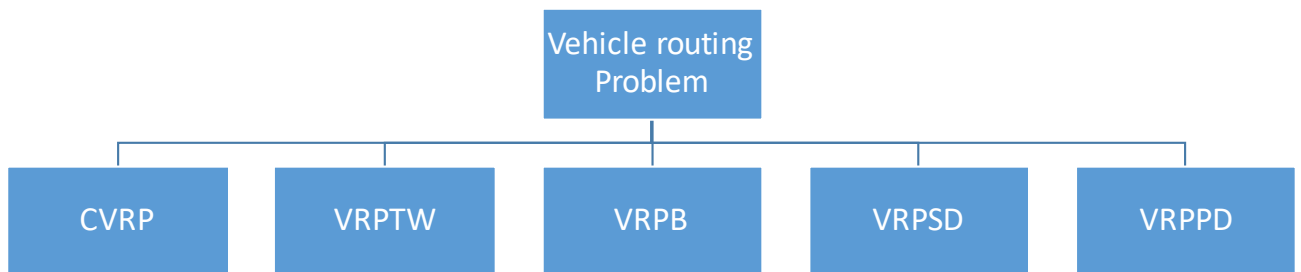 Vehicle routing
Problem
CVRP
VRPTW
VRPB
VRPSD
VRPPD